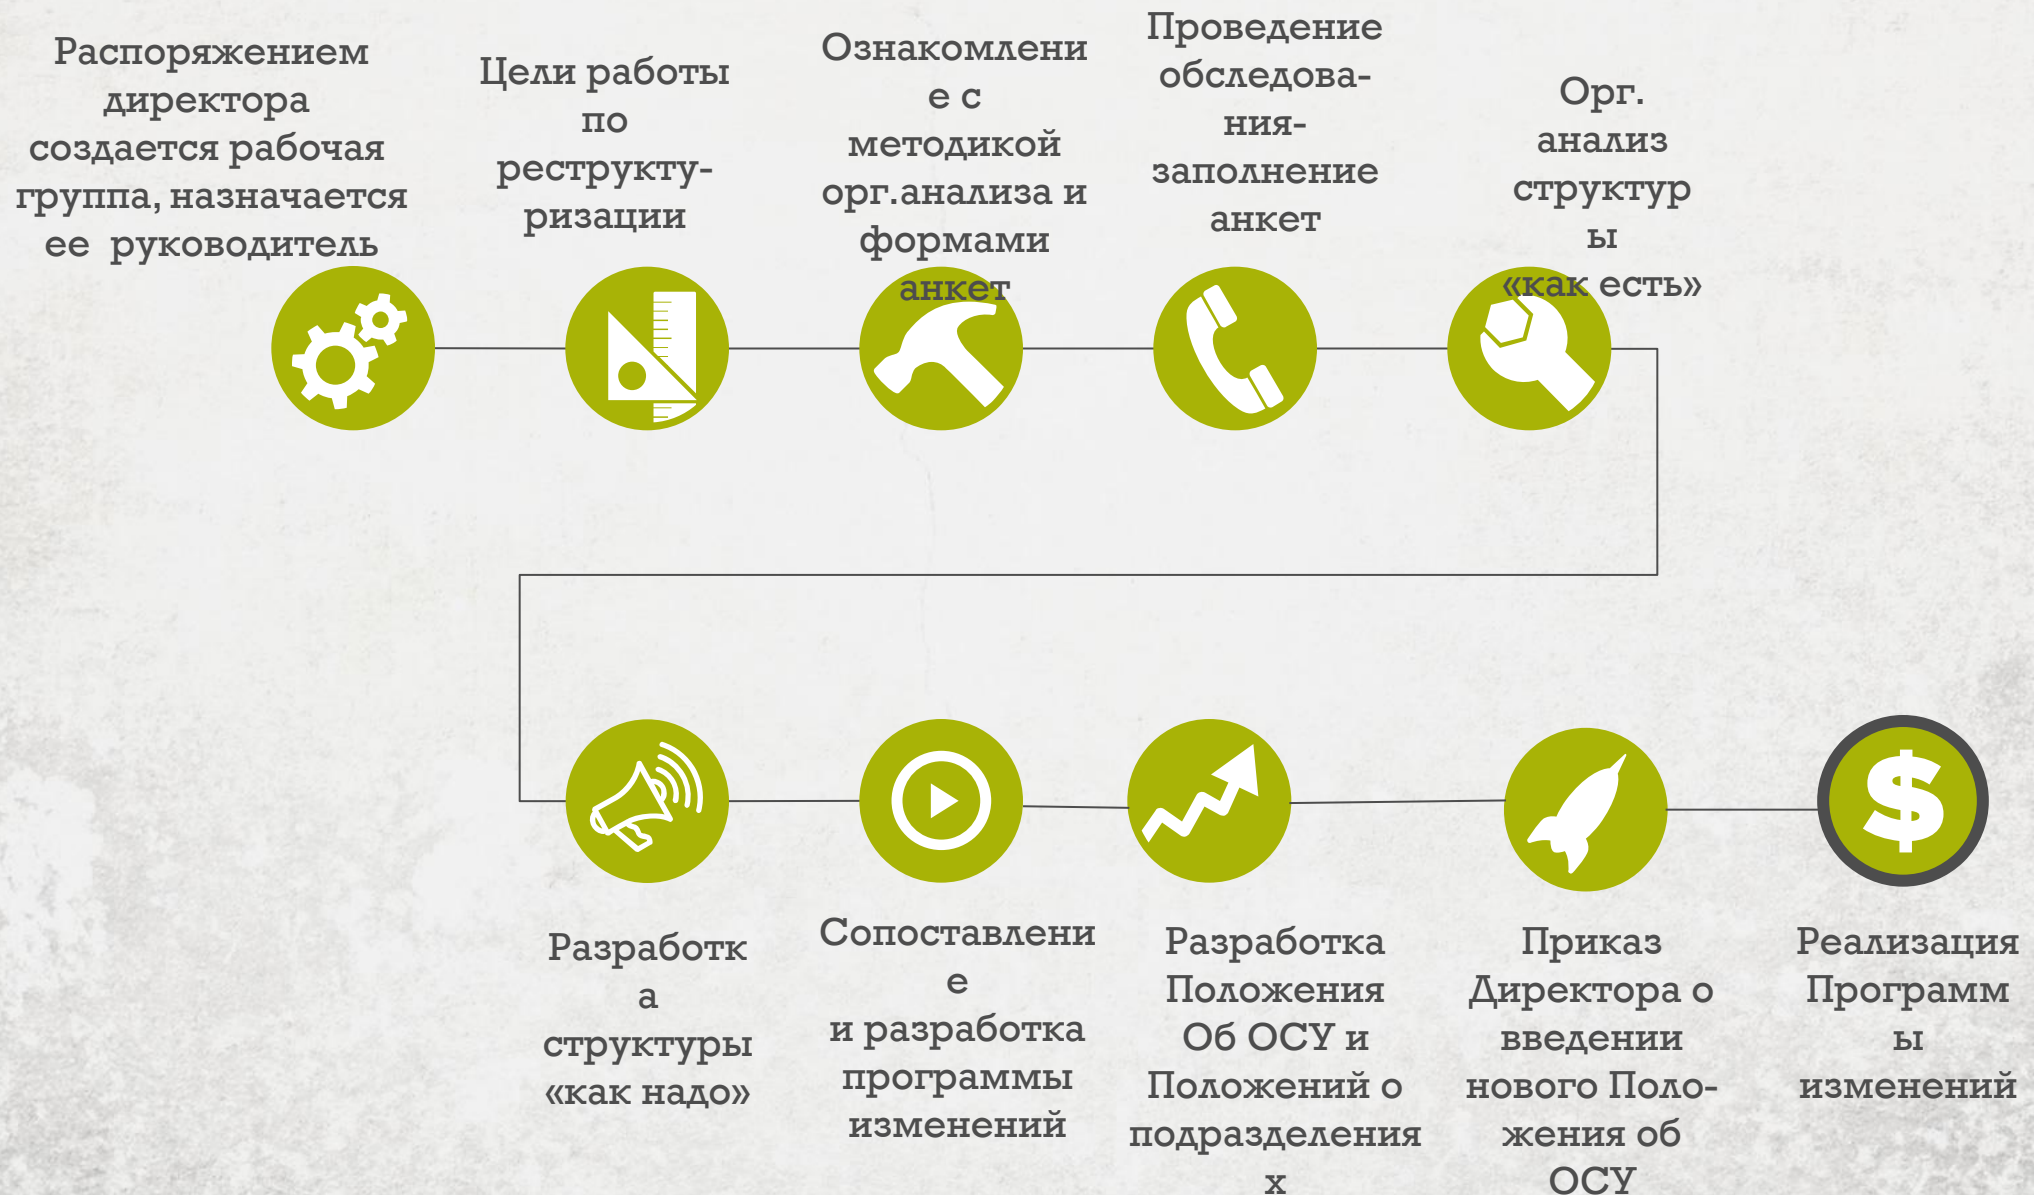 Распоряжением
директора
создается рабочая
группа, назначается
ее руководитель
Цели работы
по
реструкту-
ризации
Ознакомлени
е с
методикой
орг.анализа и
формами
анкет
Проведение
обследова-
ния-
заполнение
анкет
Орг.
анализ
структур
ы
«как есть»
Разработк
а
структуры
«как надо»
Сопоставлени
е
и разработка
программы
изменений
Разработка
Положения
Об ОСУ и
Положений о
подразделения
х
Приказ
Директора о
введении
нового Поло-
жения об
ОСУ
Реализация
Программ
ы
изменений
$